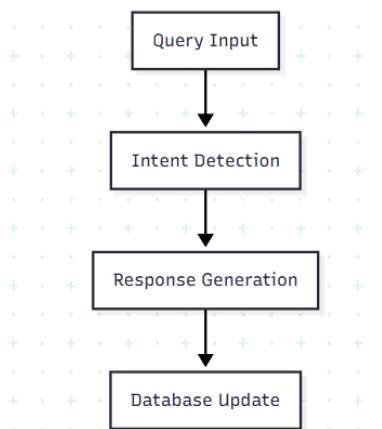 Query Input
Intent Detection
Response Generation
Database Update